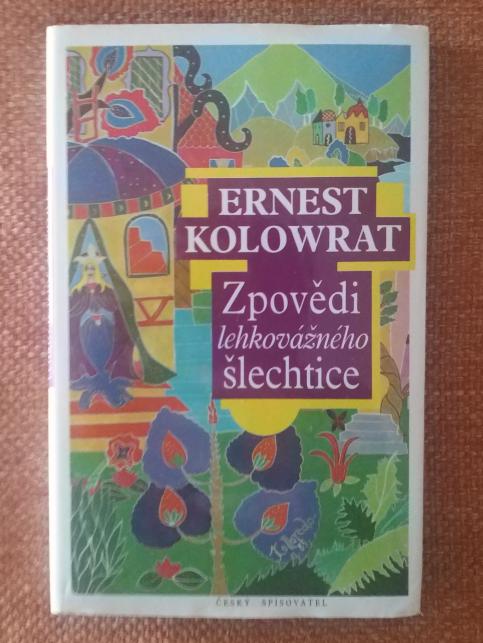 ERNEST
KOLOWRAT
Zpovědi
lehkovážného
šlechtice
ČESKÝ SPISOVATEL